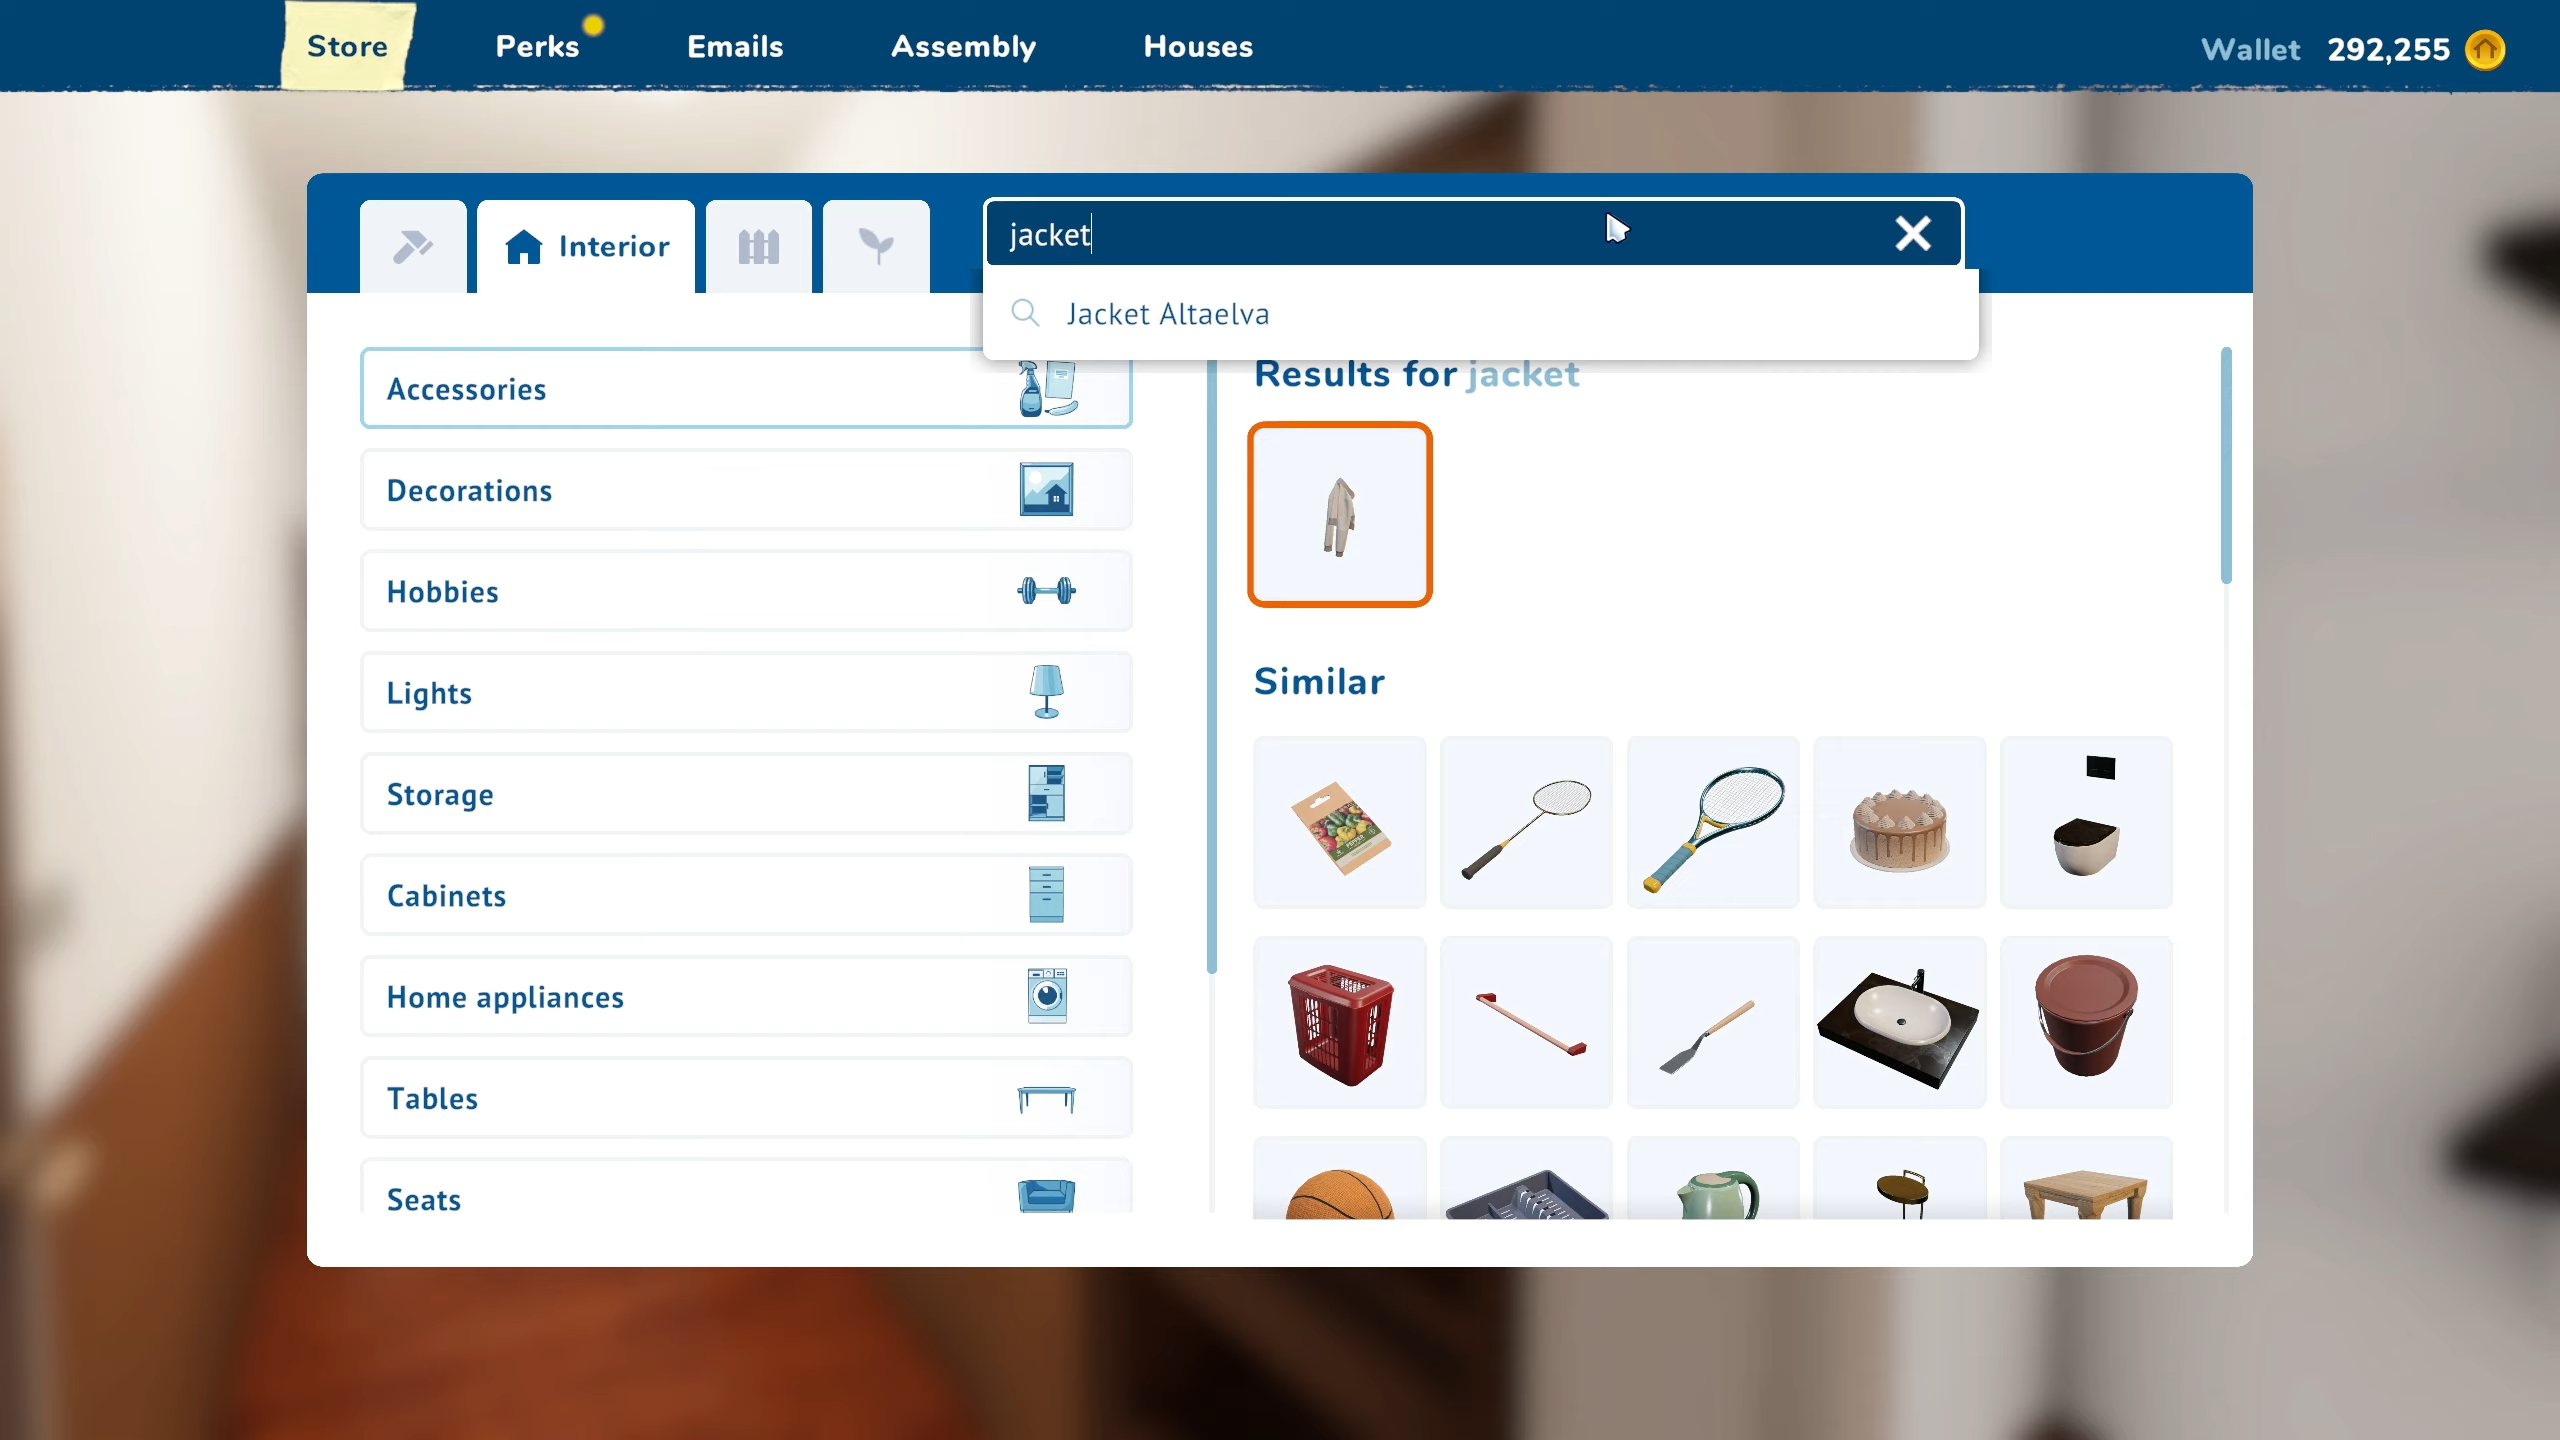 Store
Perks
Emails
Assembly
Houses
Wallet 292,255
Interior
jacket
Jacket Altaelva
Results for jacket
Accessories
Decorations
Hobbies
Lights
Storage
Cabinets
Home appliances
Tables
Seats
Similar
PEPPER